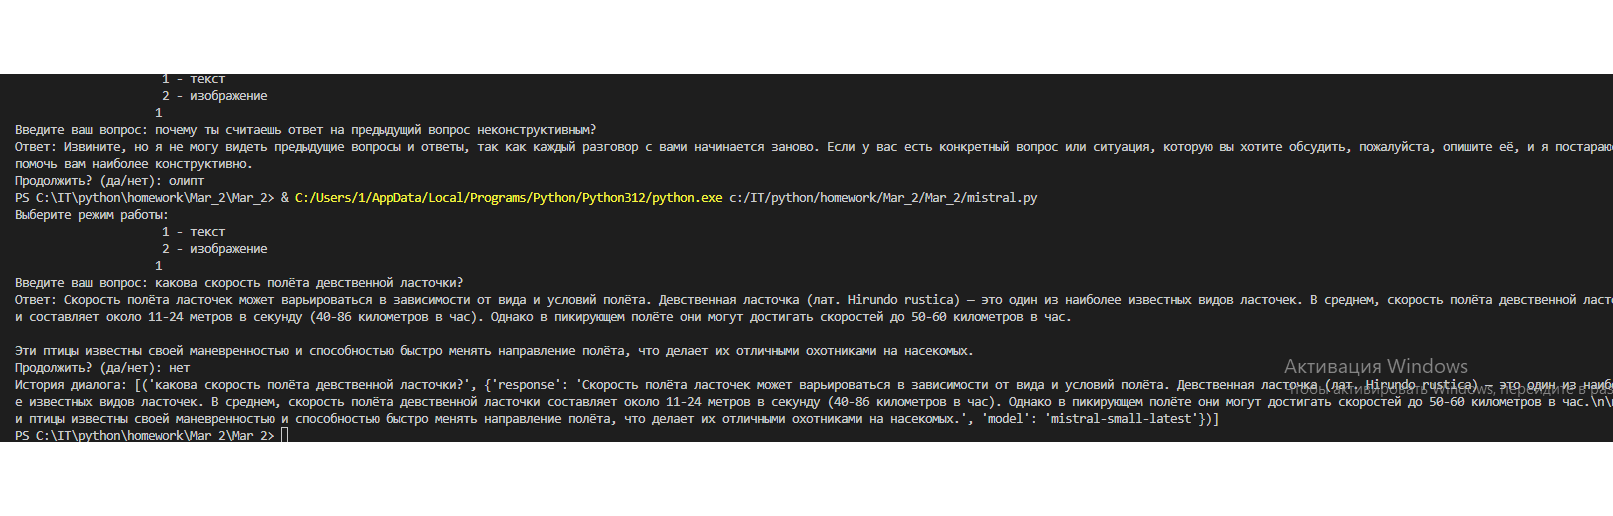 1 - текст
2 - изображение
1
Введите ваш вопрос: почему ты считаешь ответ на предыдущий вопрос неконструктивным?
Ответ: Извините, но я не могу видеть предыдущие вопросы и ответы, так как каждый разговор с вами начинается заново. Если у вас есть конкретный вопрос или ситуация, которую вы хотите обсудить, пожалуйста, опишите её, и я постараю
помочь вам наиболее конструктивно.
Продолжить? (да/нет): олипт
PS C:\IT\python\homework\Mar_2\Mar_2> & C:/Users/1/AppData/Local/Programs/Python/Python312/python.exe c:/IT/python/homework/Mar_2/Mar_2/mistral.py
Выберите режим работы:
1 - текст
2 - изображение
1
Введите ваш вопрос: какова скорость полёта девственной ласточки?
Ответ: Скорость полёта ласточек может варьироваться в зависимости от вида и условий полёта. Девственная ласточка (лат. Hirundo rustica) — это один из наиболее известных видов ласточек. В среднем, скорость полёта девственной ласт
и составляет около 11-24 метров в секунду (40-86 километров в час). Однако в пикирующем полёте они могут достигать скоростей до 50-60 километров в час.
Эти птицы известны своей маневренностью и способностью быстро менять направление полёта, что делает их отличными охотниками на насекомых.
Продолжить? (да/нет): нет
История диалога: [('какова скорость полёта девственной ласточки?', {'response': 'Скорость полёта ласточек может варьироваться в зависимости от вида и условий полёта. Девственная ласточка (лат. Hirundo rustica) — это один из наиб
е известных видов ласточек. В среднем, скорость полёта девственной ласточки составляет около 11-24 метров в секунду (40-86 километров в час). Однако в пикирующем полёте они могут достигать скоростей до 50-60 километров в час.\n\
и птицы известны своей маневренностью и способностью быстро менять направление полёта, что делает их отличными охотниками на насекомых.', 'model': 'mistral-small-latest'})]
PS C:\IT\python\homework\Mar_2\Mar_2>
Активация Windows
Чтобы активировать Windows, перейдите в раз